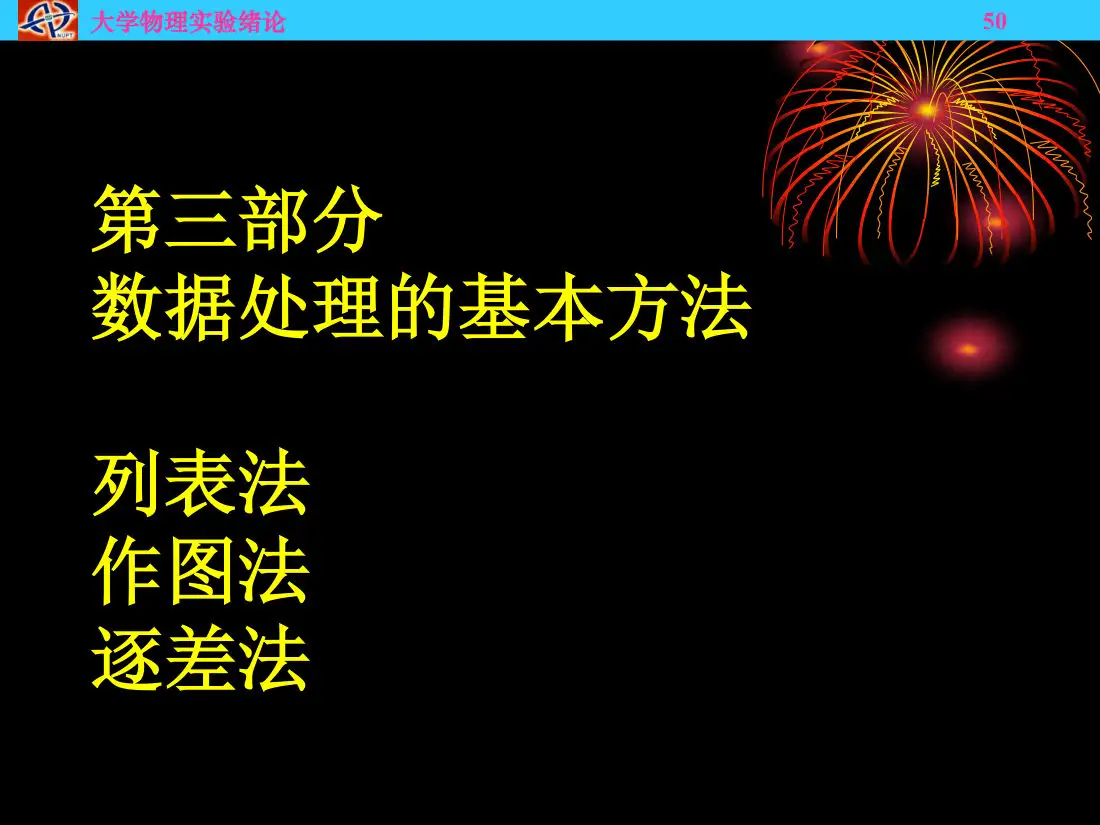 大学物理实验绪论
50
NUPT
第三部分
数据处理的基本方法
列表法
作图法
逐差法